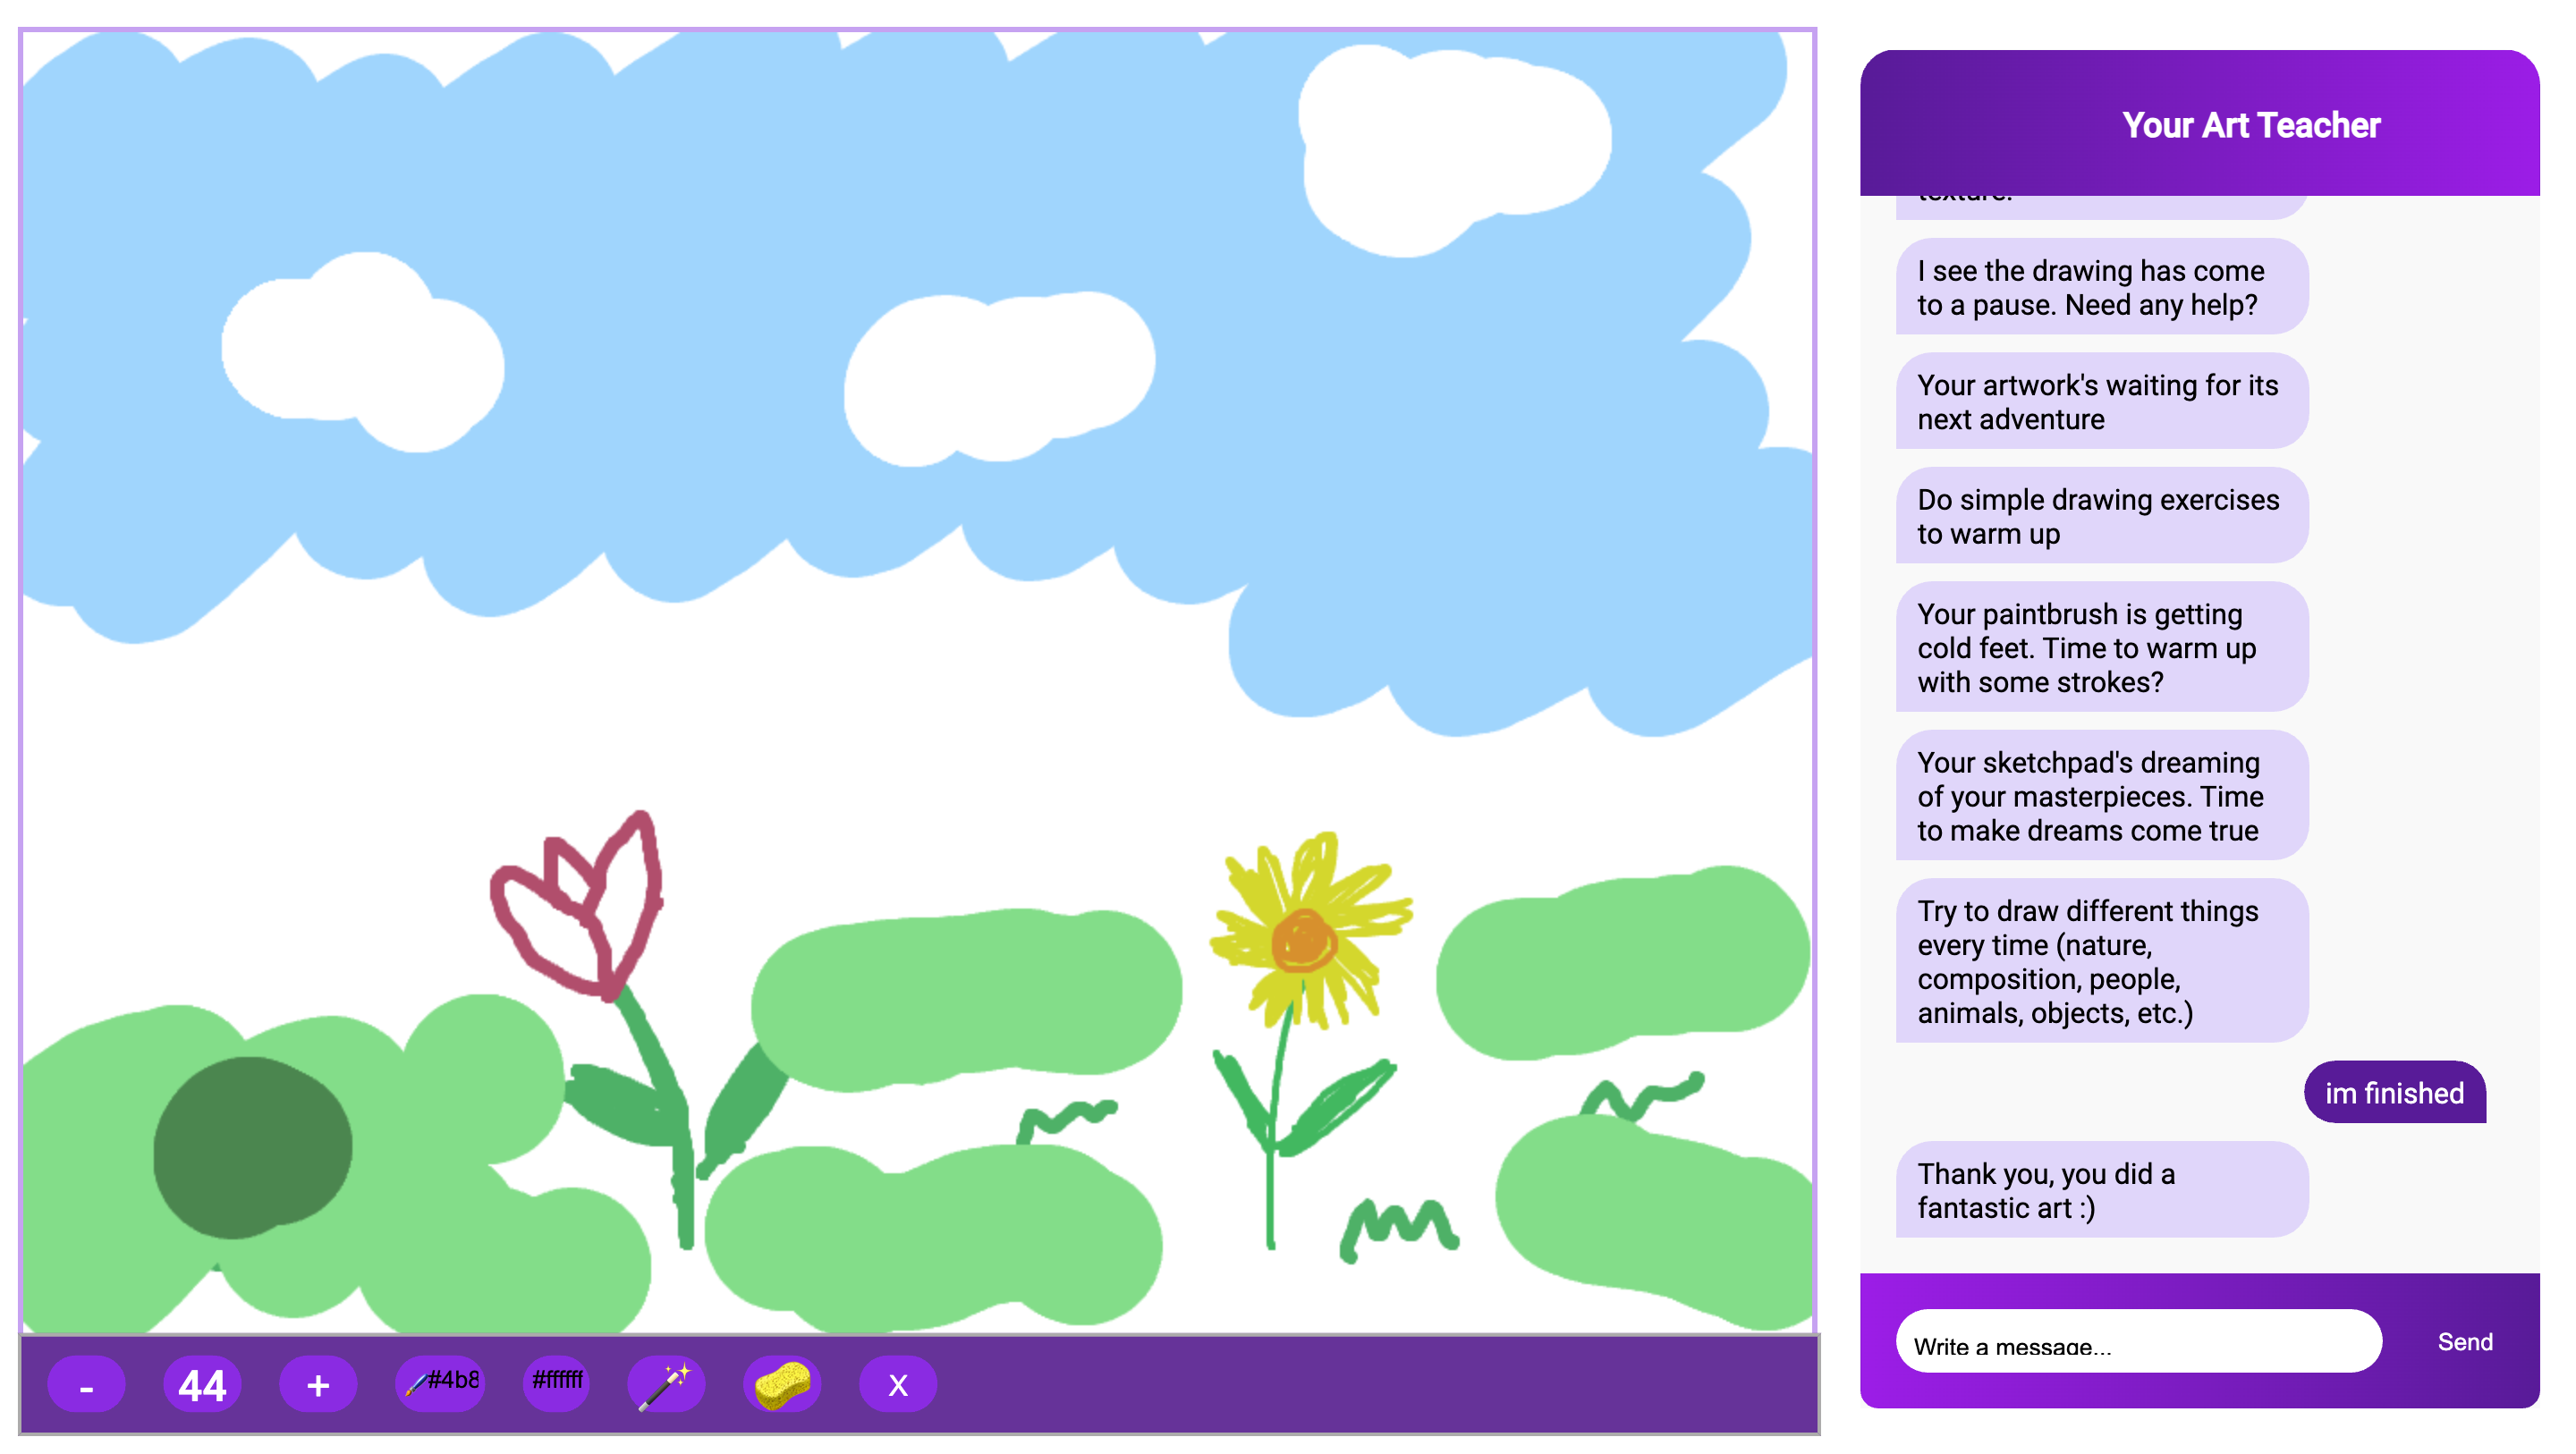 Your Art Teacher
texture.
I see the drawing has come
to a pause. Need any help?
Your artwork's waiting for its
next adventure
Do simple drawing exercises
to warm up
Your paintbrush is getting
cold feet. Time to warm up
with some strokes?
Your sketchpad's dreaming
of your masterpieces. Time
to make dreams come true
Try to draw different things
every time (nature,
composition, people,
animals, objects, etc.)
im finished
Thank you, you did a
fantastic art :)
Write a message...
Send
- 44 + #4b8 #ffffff x